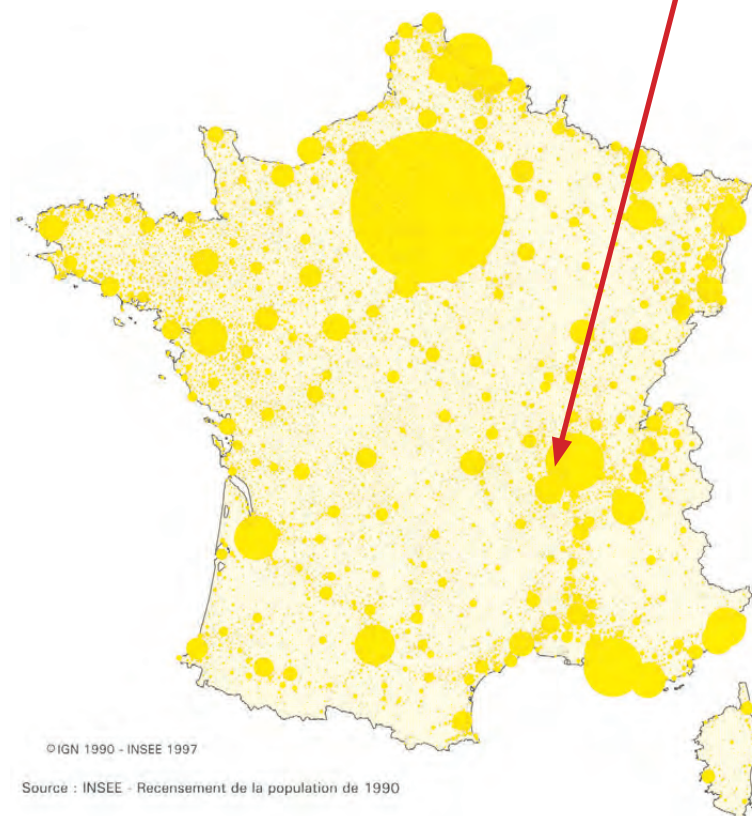 ©IGN 1990 - INSEE 1997
Source : INSEE - Recensement de la population de 1990